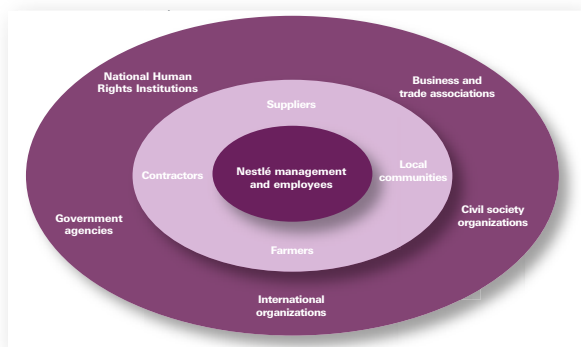 National Human
Rights Institutions
Business and
trade associations
Suppliers
Nestlé management
and employees
Contractors
Local
communities
Government
agencies
Civil society
organizations
Farmers
International
organizations